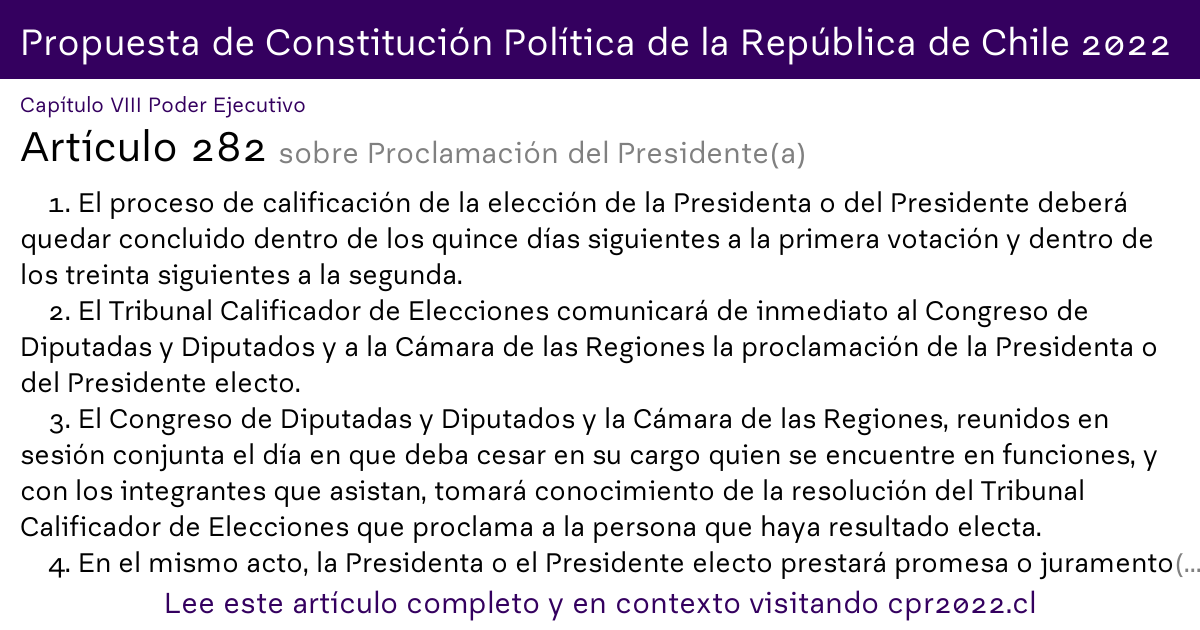 Propuesta de Constitución Política de la República de Chile 2022
Capítulo VIII Poder Ejecutivo
Artículo 282 sobre Proclamación del Presidente(a)
1. El proceso de calificación de la elección de la Presidenta o del Presidente deberá
quedar concluido dentro de los quince días siguientes a la primera votación y dentro de
los treinta siguientes a la segunda.
2. El Tribunal Calificador de Elecciones comunicará de inmediato al Congreso de
Diputadas y Diputados y a la Cámara de las Regiones la proclamación de la Presidenta o
del Presidente electo.
3. El Congreso de Diputadas y Diputados y la Cámara de las Regiones, reunidos en
sesión conjunta el día en que deba cesar en su cargo quien se encuentre en funciones, y
con los integrantes que asistan, tomará conocimiento de la resolución del Tribunal
Calificador de Elecciones que proclama a la persona que haya resultado electa.
4. En el mismo acto, la Presidenta o el Presidente electo prestará promesa o juramento(...
Lee este artículo completo y en contexto visitando cpr2022.cl